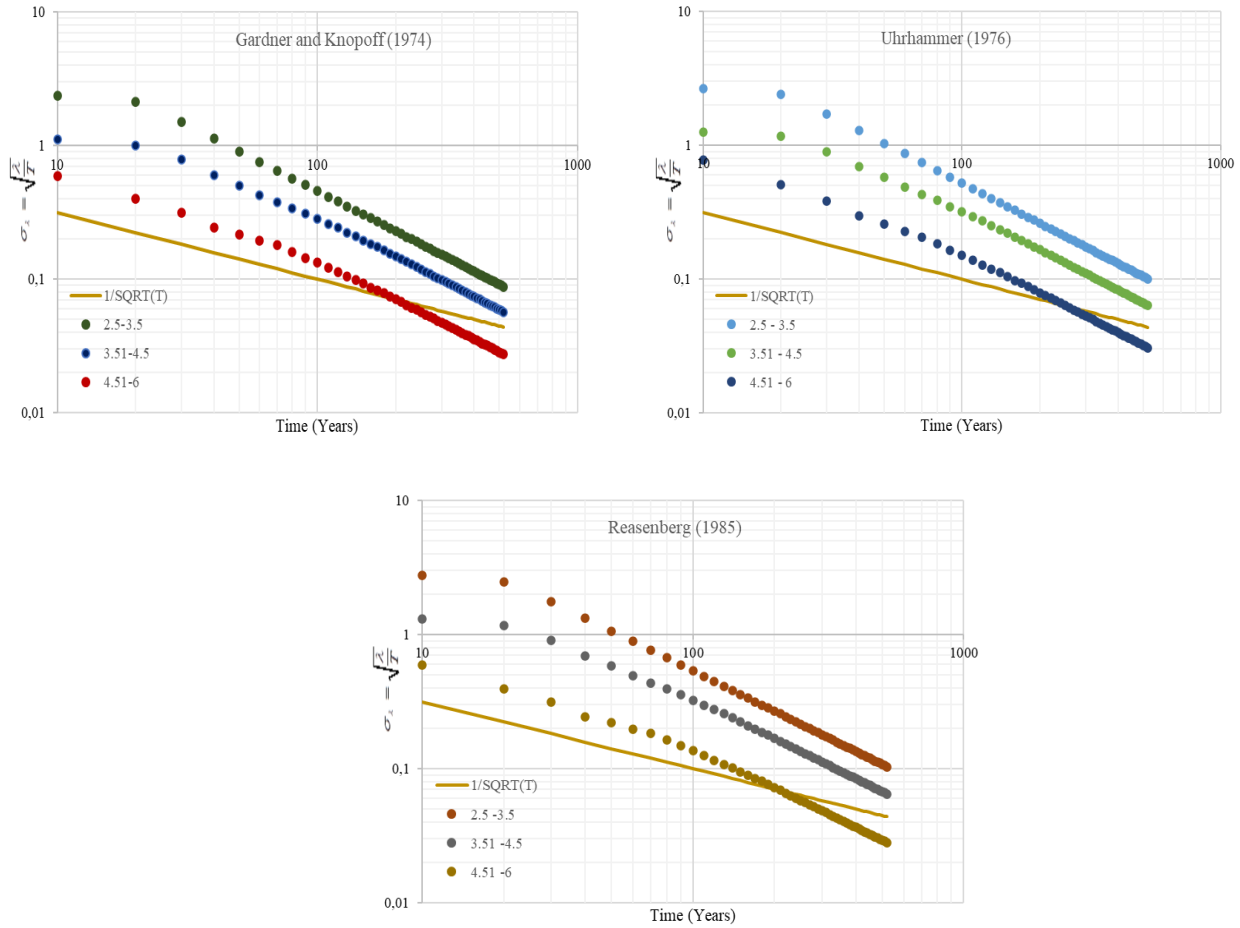 Gardner and Knopoff (1974)
10
1
0,1
0,01
10
100
1000
σλ = √λ/T
1/SQRT(T)
2.5-3.5
3.51-4.5
4.51-6
Time (Years)
Uhrhammer (1976)
10
1
0.1
0.01
10
100
1000
σλ = √λ/T
1/SQRT(T)
2.5 - 3.5
3.51 - 4.5
4.51 - 6
Time (Years)
Reasenberg (1985)
10
1
0,1
0,01
10
100
1000
σλ = √λ/T
1/SQRT(T)
2.5 -3.5
3.51 -4.5
4.51 -6
Time (Years)